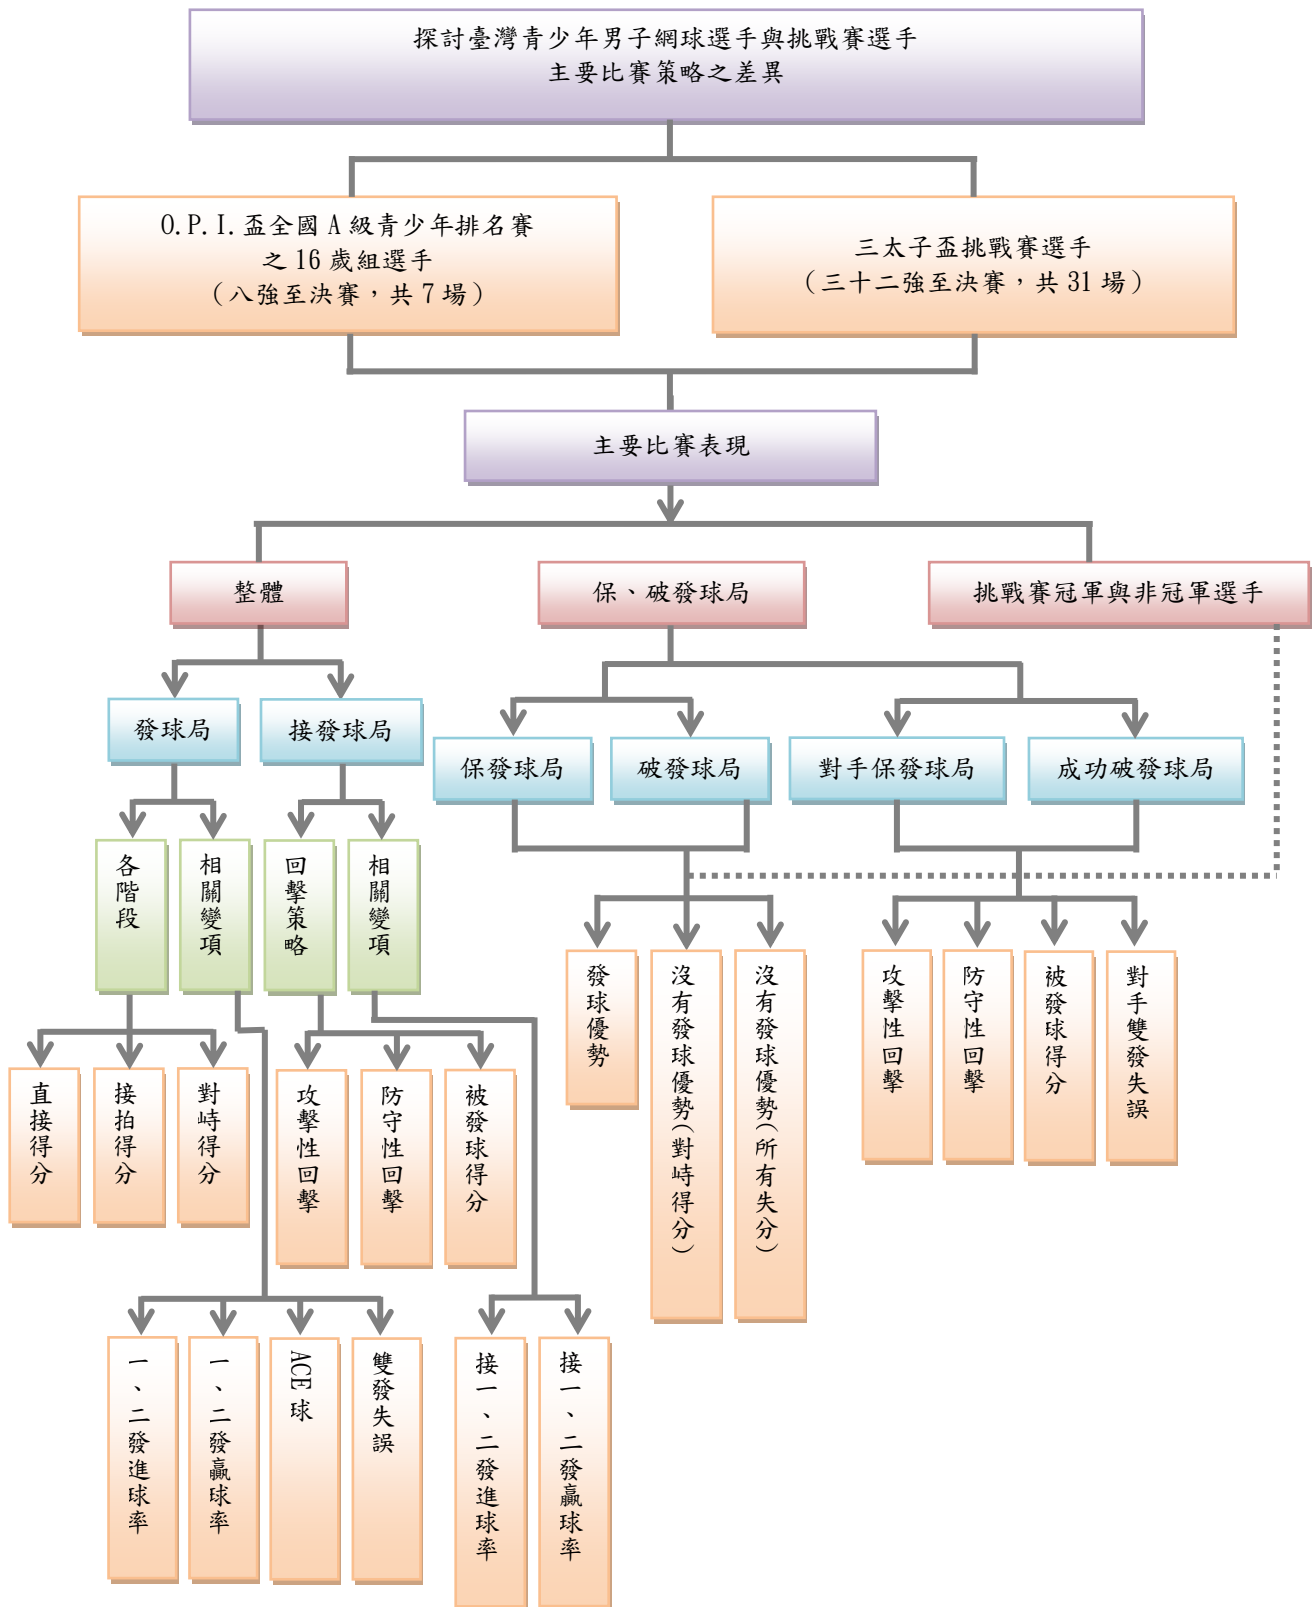 探討臺灣青少年男子網球選手與挑戰賽選手
主要比賽策略之差異
O.P.I.盃全國 A 級青少年排名賽
之 16 歲組選手
（八強至決賽，共 7 場）
三太子盃挑戰賽選手
（三十二強至決賽，共 31 場）
主要比賽表現
整體
保、破發球局
挑戰賽冠軍與非冠軍選手
發球局
接發球局
保發球局
破發球局
對手保發球局
成功破發球局
各階段
相關變項
回擊策略
相關變項
發球優勢
沒有發球優勢(對峙得分)
沒有發球優勢(所有失分)
攻擊性回擊
防守性回擊
被發球得分
對手雙發失誤
直接得分
接拍得分
對峙得分
攻擊性回擊
防守性回擊
被發球得分
一、二發進球率
一、二發贏球率
ACE 球
雙發失誤
接一、二發進球率
接一、二發贏球率